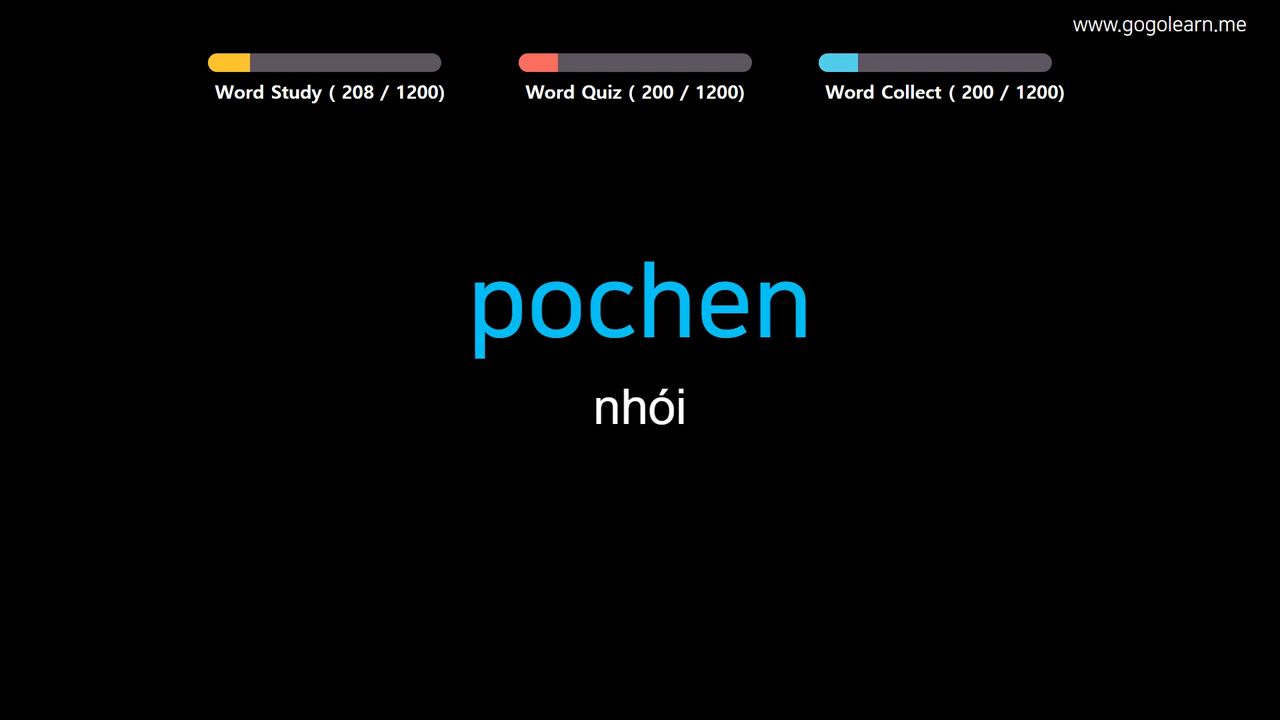 www.gogolearn.me
Word Study ( 208 / 1200)
Word Quiz ( 200 / 1200)
Word Collect ( 200 / 1200)
pochen
nhói